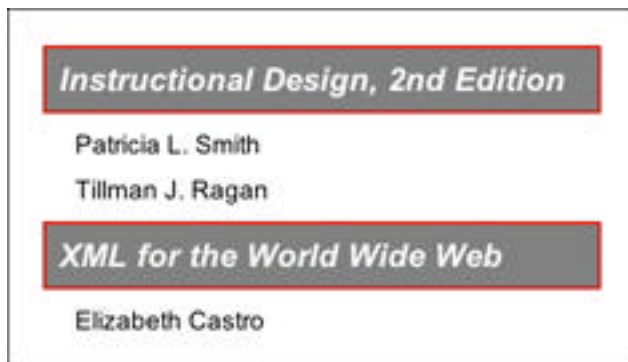 Instructional Design, 2nd Edition
Patricia L. Smith
Tillman J. Ragan
XML for the World Wide Web
Elizabeth Castro